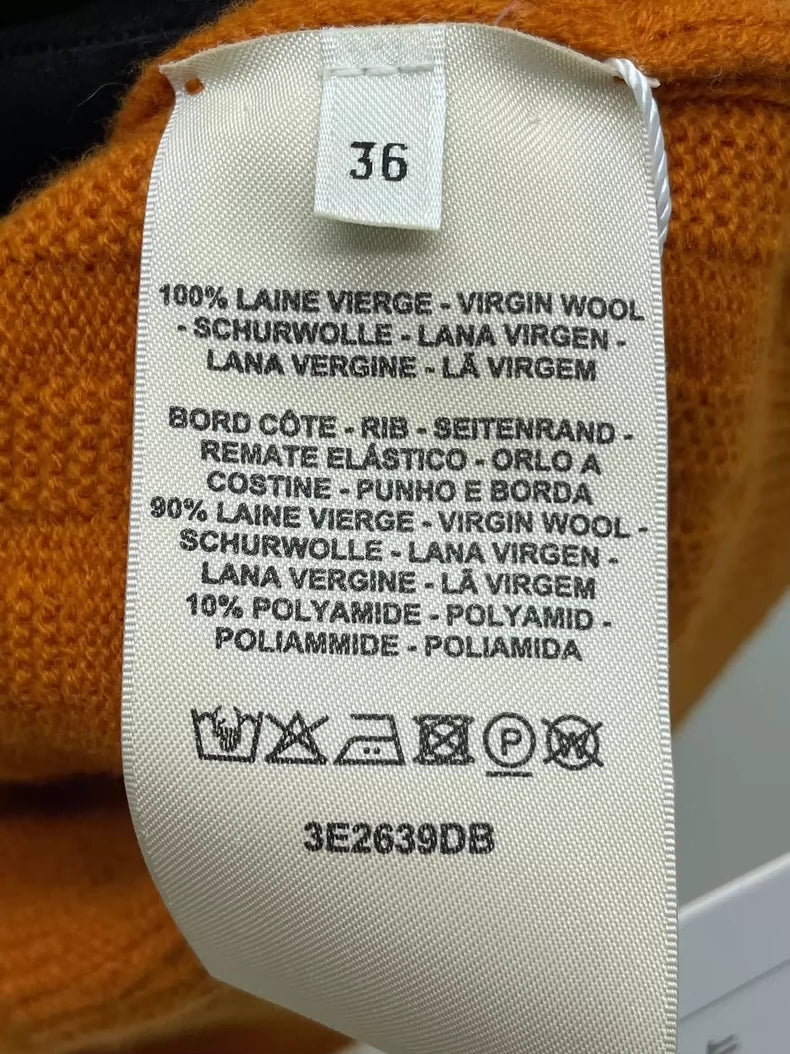 36
100% LAINE VIERGE - VIRGIN WOOL
- SCHURWOLLE - LANA VIRGEN -
LANA VERGINE - LÃ VIRGEM
BORD CÔTE - RIB - SEITENRAND -
REMATE ELÁSTICO - ORLO A
COSTINE - PUNHO E BORDA
90% LAINE VIERGE - VIRGIN WOOL -
SCHURWOLLE - LANA VIRGEN -
LANA VERGINE - LÃ VIRGEM
10% POLYAMIDE - POLYAMID -
POLIAMMIDE - POLIAMIDA
P W
3E2639DB